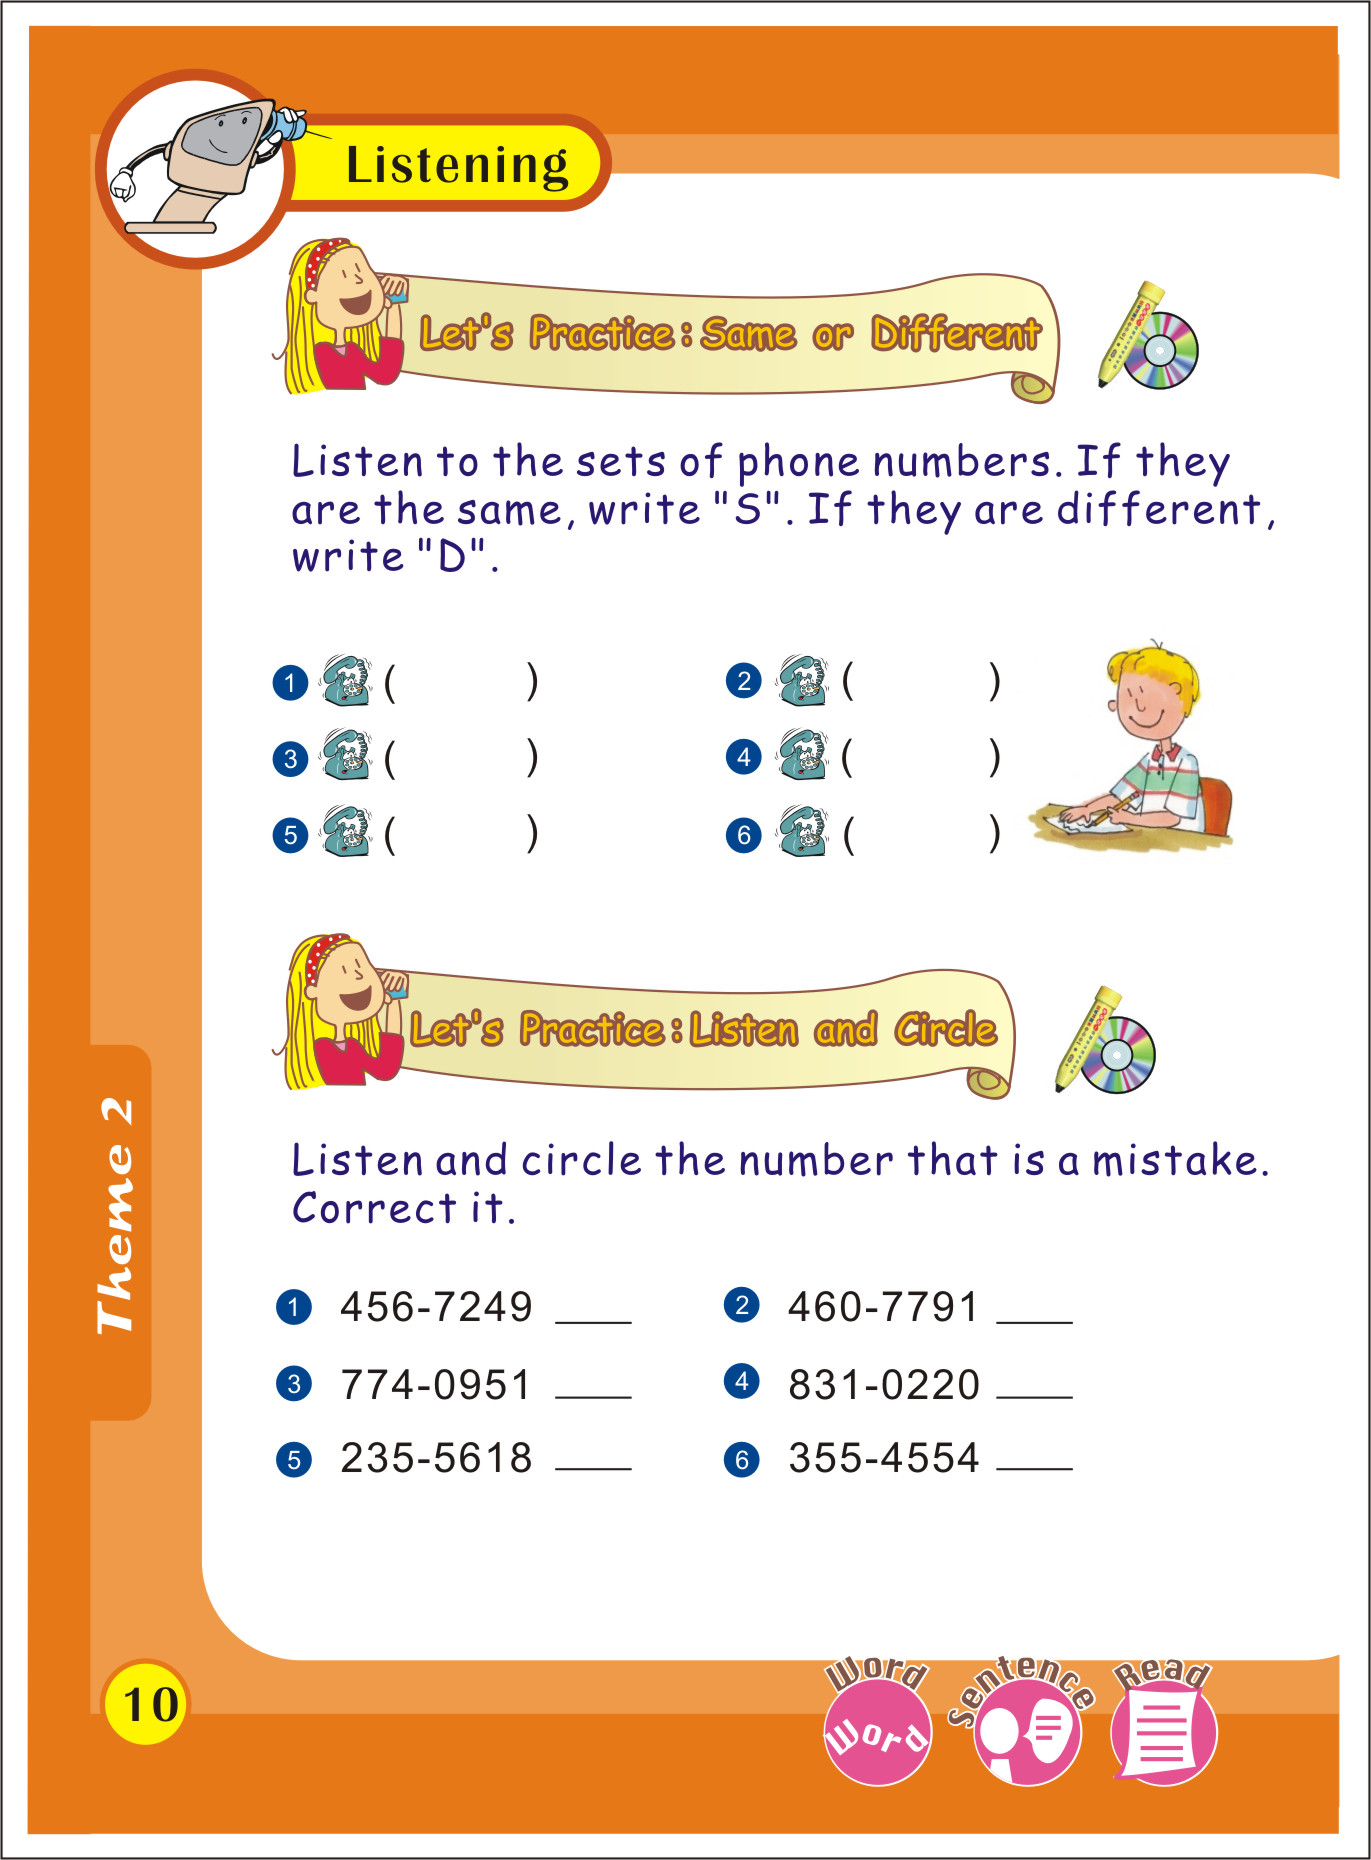 Listening
Let's Practice : Same or Different
Listen to the sets of phone numbers. If they
are the same, write "S". If they are different,
write "D".
1 ( ) 2 ( )
3 ( ) 4 ( )
5 ( ) 6 ( )
Let's Practice : Listen and Circle
Listen and circle the number that is a mistake.
Correct it.
1 456-7249 ____ 2 460-7791 ____
3 774-0951 ____ 4 831-0220 ____
5 235-5618 ____ 6 355-4554 ____
Theme 2
10
Word Sentence Read
Word